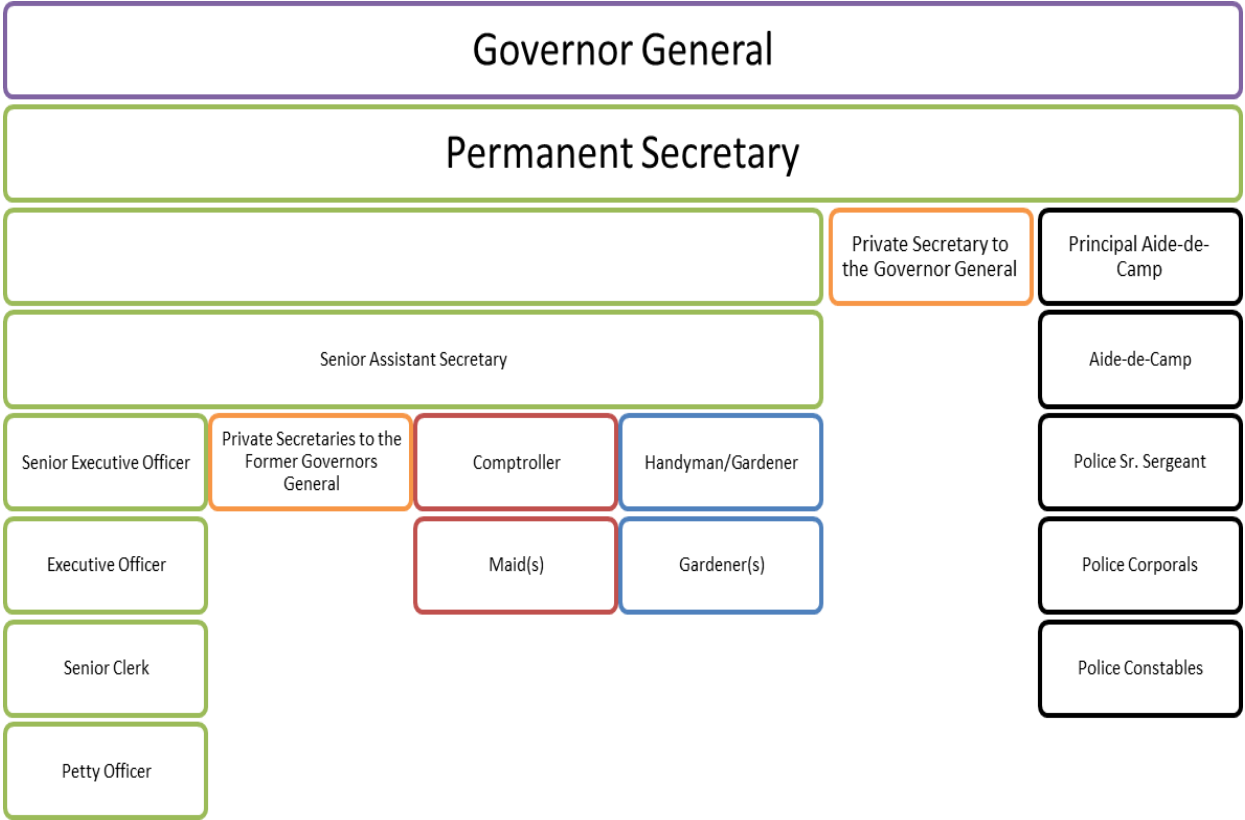 Governor General
Permanent Secretary
Private Secretary to
the Governor General
Principal Aide-de-
Camp
Senior Assistant Secretary
Aide-de-Camp
Senior Executive Officer
Private Secretaries to the
Former Governors
General
Comptroller
Handyman/Gardener
Police Sr. Sergeant
Executive Officer
Maid(s)
Gardener(s)
Police Corporals
Senior Clerk
Police Constables
Petty Officer